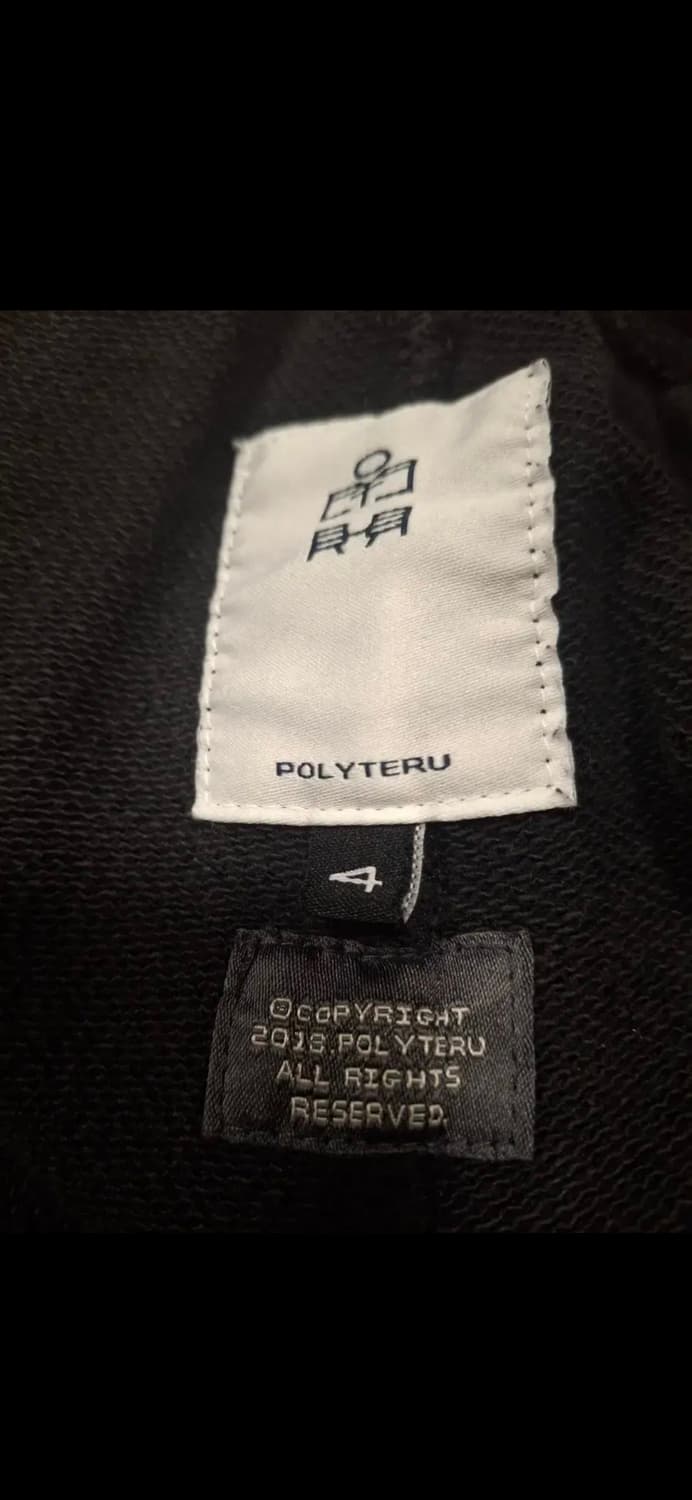 POLYTERU
4
©COPYRIGHT
2018.POLYTERU
ALL RIGHTS
RESERVED.